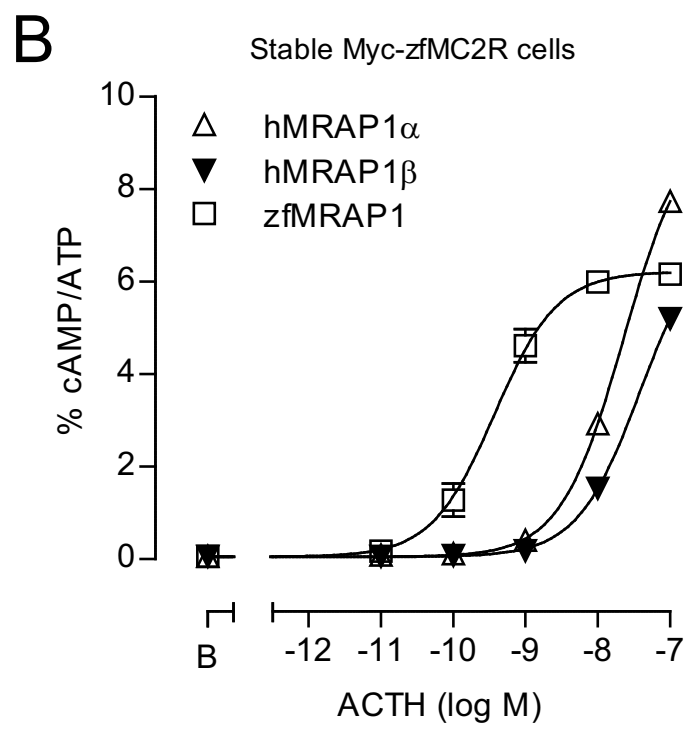 B
Stable Myc-zfMC2R cells
10
8
6
4
2
0
% cAMP/ATP
hMRAP1α
hMRAP1β
zfMRAP1
B -12 -11 -10 -9 -8 -7
ACTH (log M)